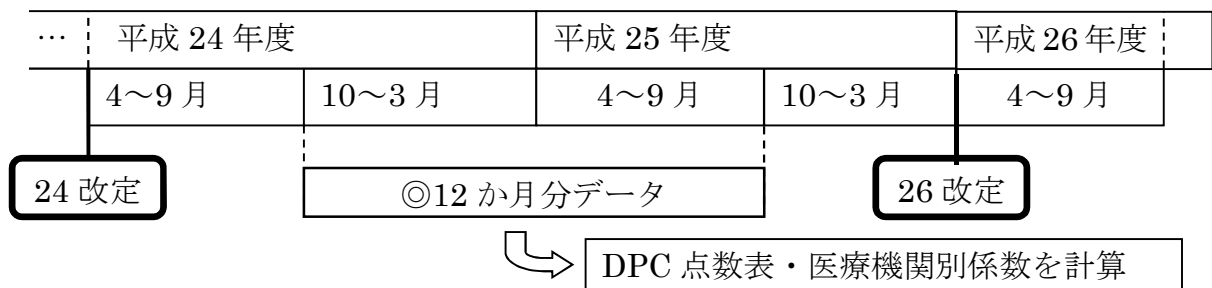 … 平成 24 年度 平成 25 年度 平成 26 年度
4～9 月 10～3 月 4～9 月 10～3 月 4～9 月
24 改定 ◎12 か月分データ 26 改定
DPC 点数表・医療機関別係数を計算